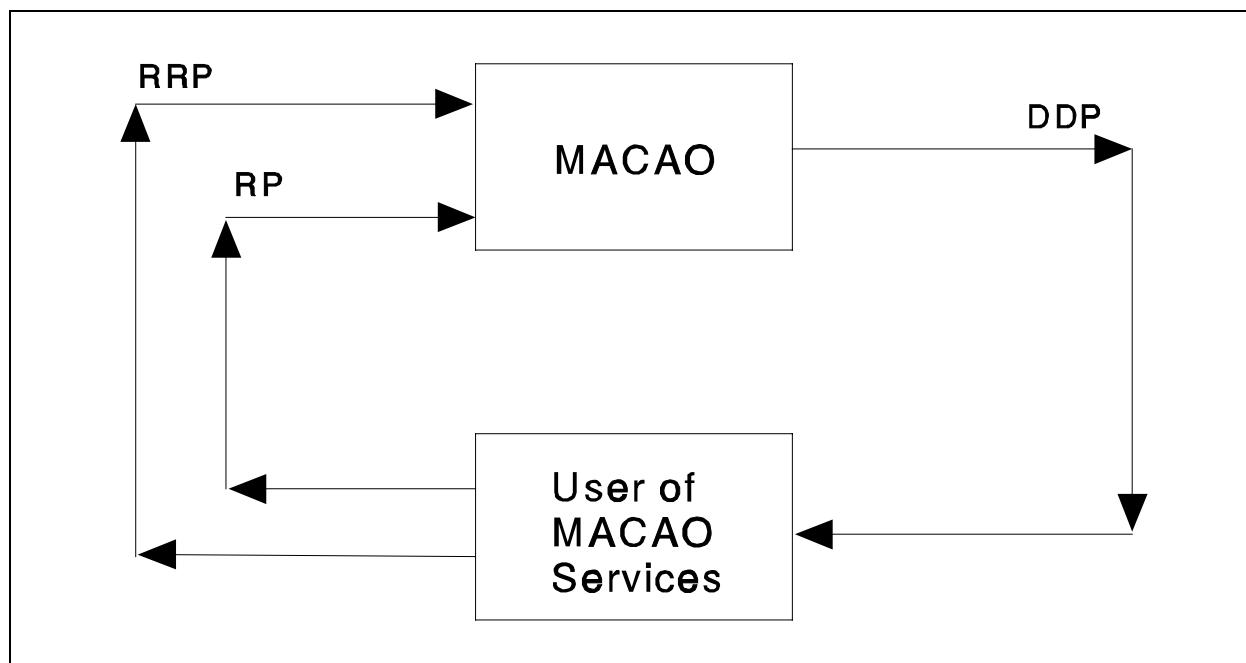 RRP
DDP
MACAO
RP
User of
MACAO
Services